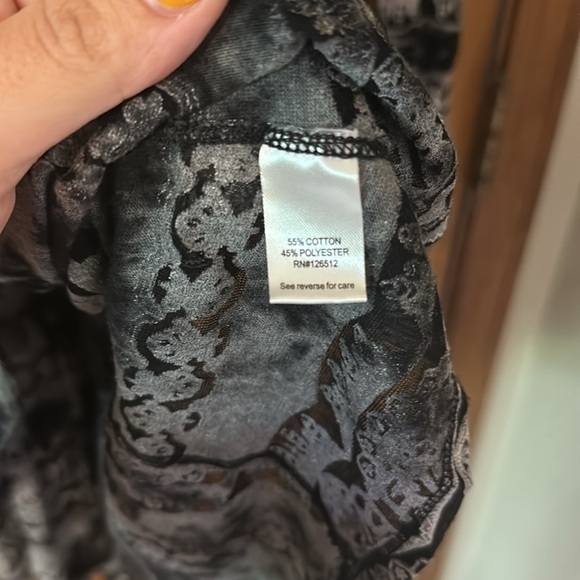 55% COTTON
45% POLYESTER
RN#126512
See reverse for care